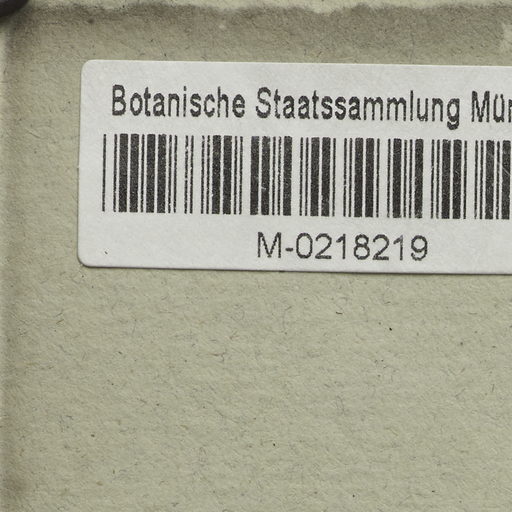 Botanische Staatssammlung Mün
M-0218219